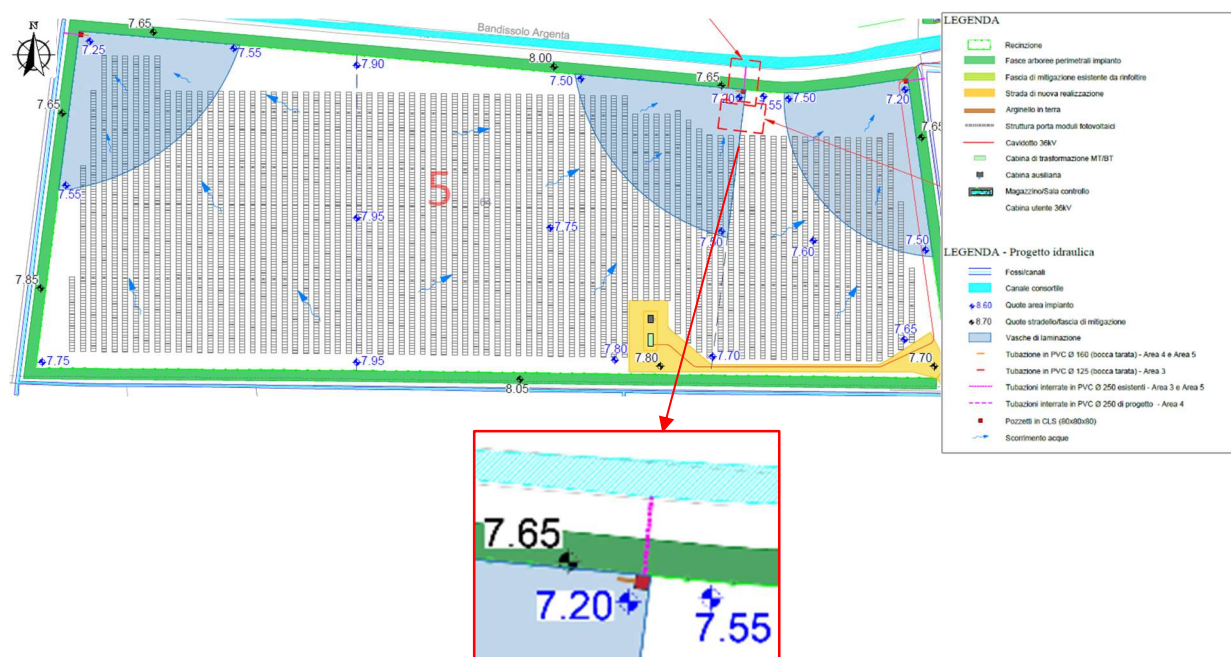 N
7.65
Bandissolo Argenta
7.25
7.55
7.90
8.00
7.50
7.65
7.20
.55
7.50
7.20
7.65
7.65
7.55
5
7.95
7.75
7.50
7.60
7.50
7.85
7.75
7.95
7.80
7.80
7.70
7.65
7.70
8.05
LEGENDA
Recinzione
Fasce arboree perimetrali impianto
Fascia di mitigazione esistente da rinfoltire
Strada di nuova realizzazione
Arginello in terra
Struttura porta moduli fotovoltaici
Cavidotto 36kV
Cabina di trasformazione MT/BT
Cabina ausiliaria
Magazzino/Sala controllo
Cabina utente 36kV
LEGENDA - Progetto idraulica
Fossi/canali
Canale consortile
8.60 Quote area impianto
8.70 Quote stradello/fascia di mitigazione
Vasche di laminazione
Tubazione in PVC Ø 160 (bocca tarata) - Area 4 e Area 5
Tubazione in PVC Ø 125 (bocca tarata) - Area 3
Tubazioni interrate in PVC Ø 250 esistenti - Area 3 e Area 5
Tubazioni interrate in PVC Ø 250 di progetto - Area 4
Pozzetti in CLS (80x80x80)
Scorrimento acque
7.65
7.20
7.55